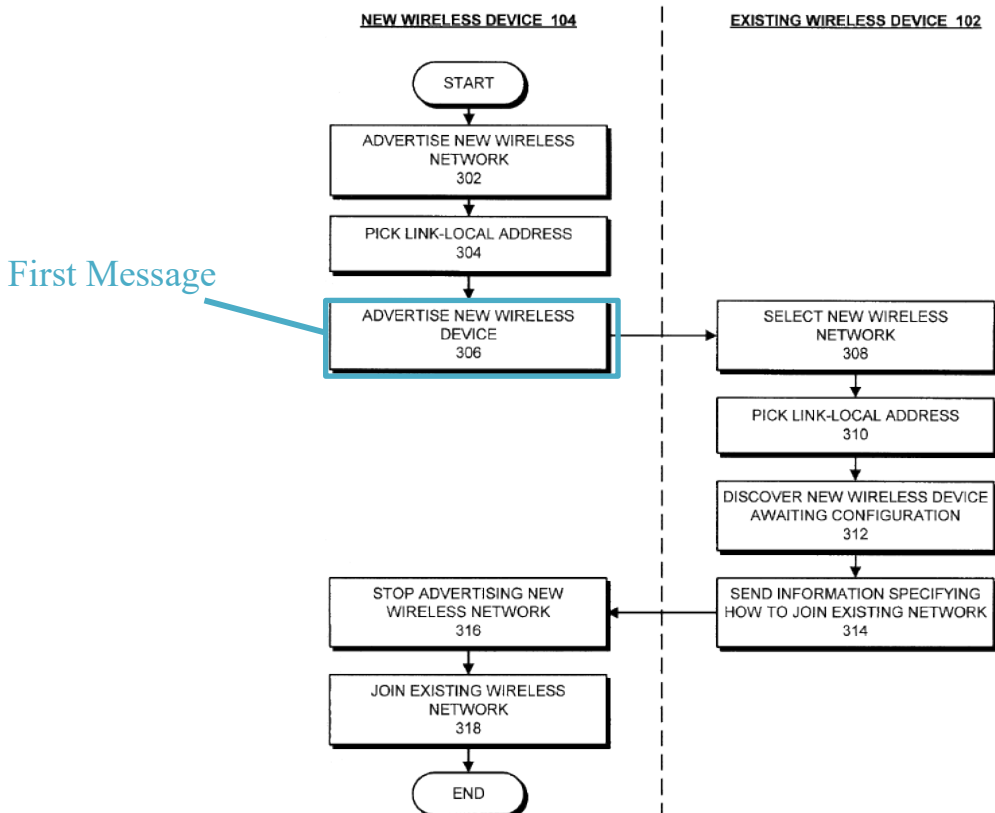 NEW WIRELESS DEVICE 104
EXISTING WIRELESS DEVICE 102
START
ADVERTISE NEW WIRELESS
NETWORK
302
PICK LINK-LOCAL ADDRESS
304
First Message
ADVERTISE NEW WIRELESS
DEVICE
306
SELECT NEW WIRELESS
NETWORK
308
PICK LINK-LOCAL ADDRESS
310
DISCOVER NEW WIRELESS DEVICE
AWAITING CONFIGURATION
312
SEND INFORMATION SPECIFYING
HOW TO JOIN EXISTING NETWORK
314
STOP ADVERTISING NEW
WIRELESS NETWORK
316
JOIN EXISTING WIRELESS
NETWORK
318
END